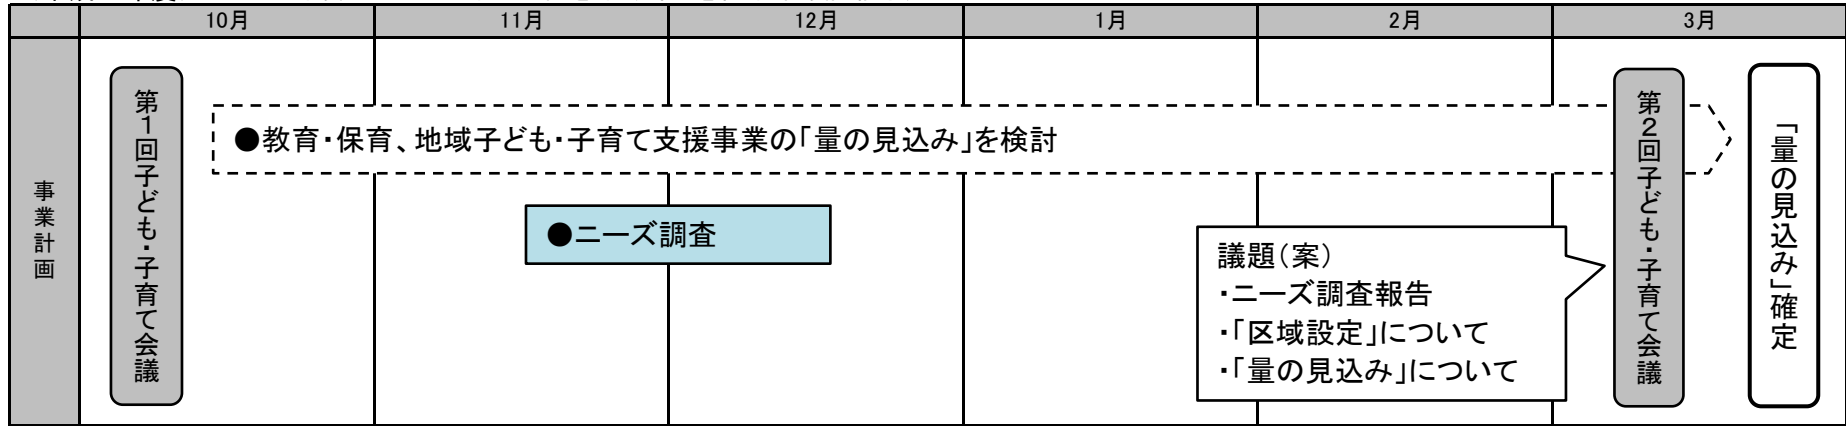 10月 11月 12月 1月 2月 3月
事業計画
第1回子ども・子育て会議
●教育・保育、地域子ども・子育て支援事業の「量の見込み」を検討
●ニーズ調査
議題(案)
・ニーズ調査報告
・「区域設定」について
・「量の見込み」について
第2回子ども・子育て会議
「量の見込み」確定